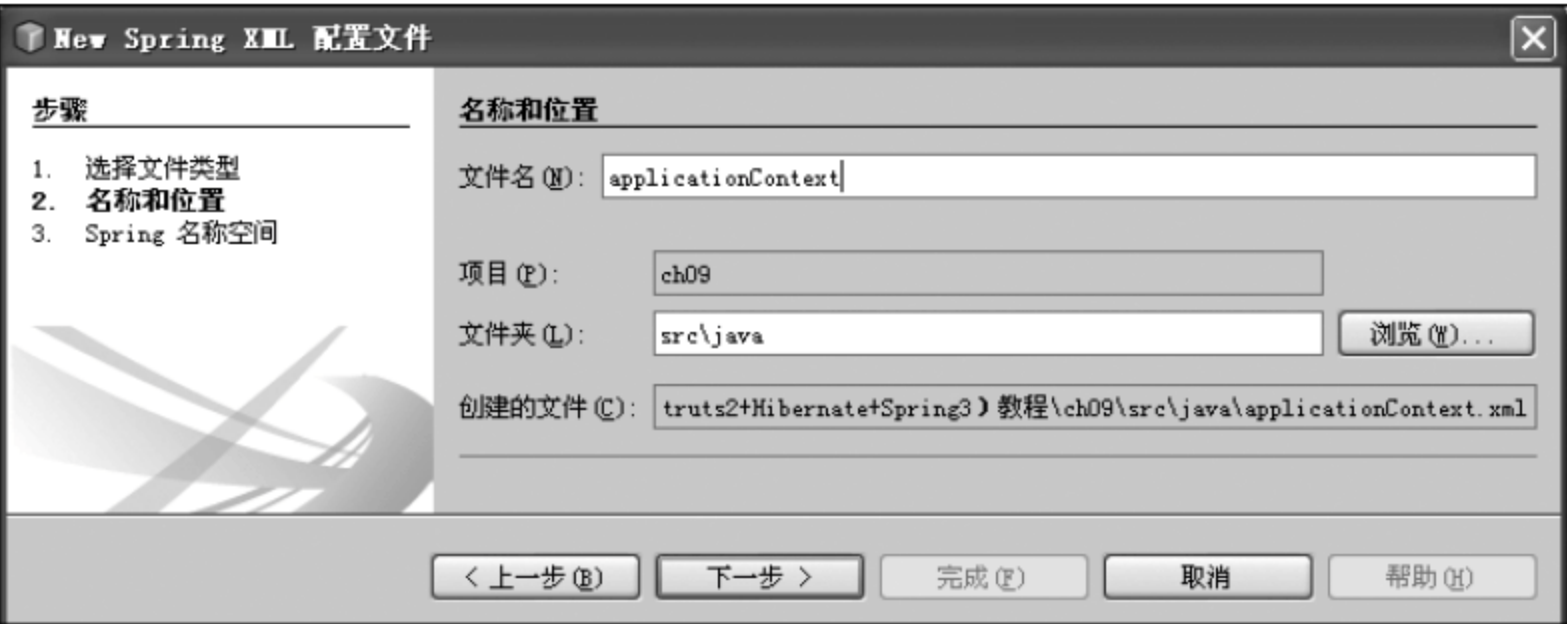 New Spring XML 配置文件
步骤
1. 选择文件类型
2. 名称和位置
3. Spring 名称空间
名称和位置
文件名(N): applicationContext
项目(P): ch09
文件夹(L): src\java 浏览(W)...
创建的文件(C): truts2+Hibernate+Spring3）教程\ch09\src\java\applicationContext.xml
< 上一步(B) 下一步 > 完成(F) 取消 帮助(H)